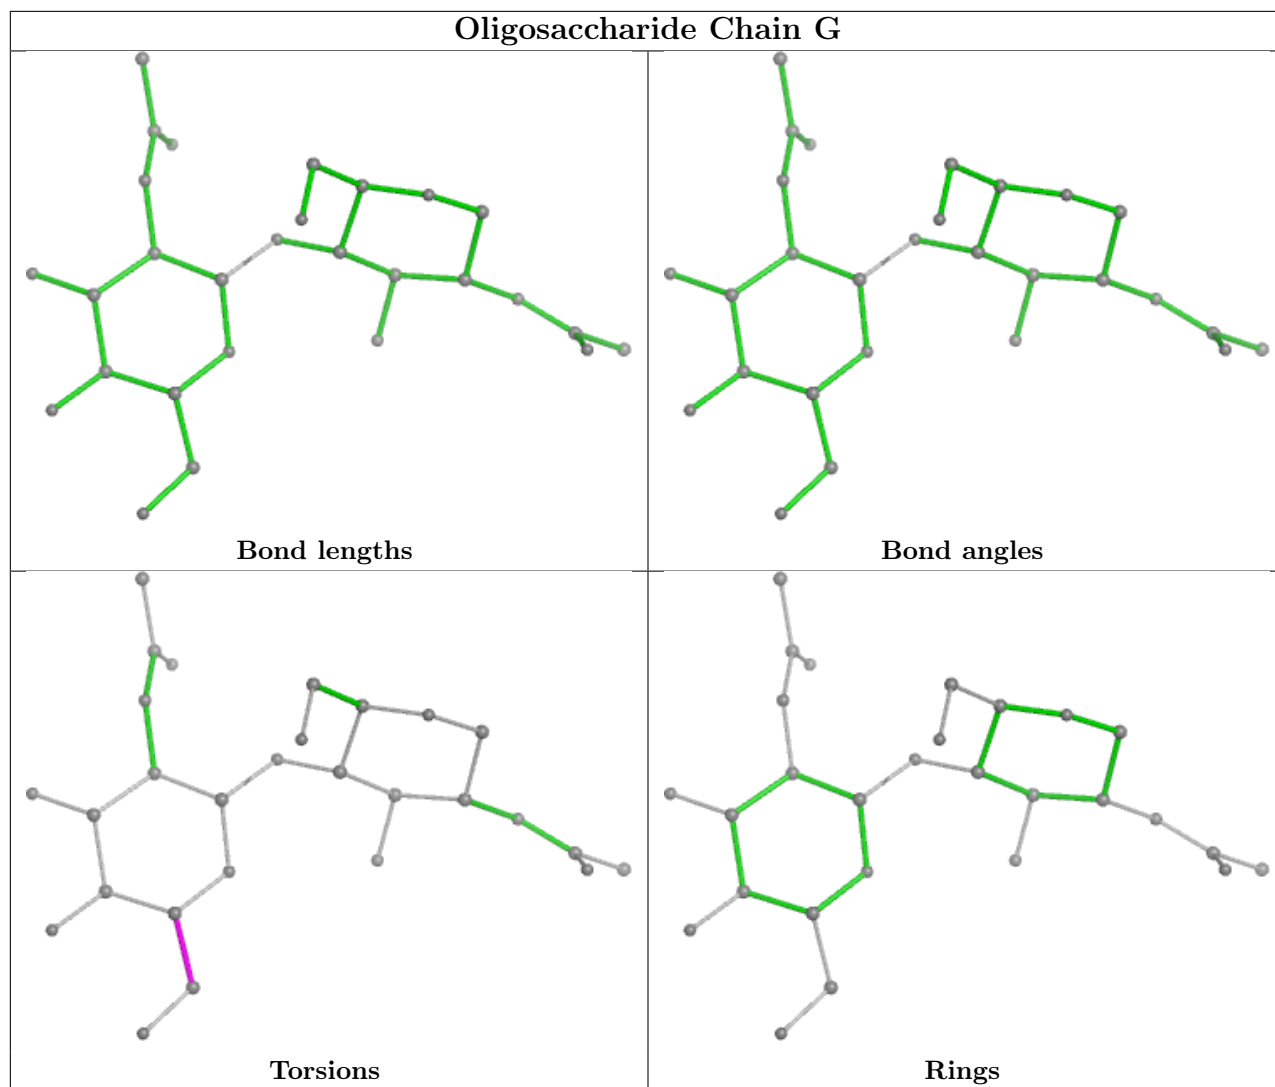 Oligosaccharide Chain G
Bond lengths
Bond angles
Torsions
Rings